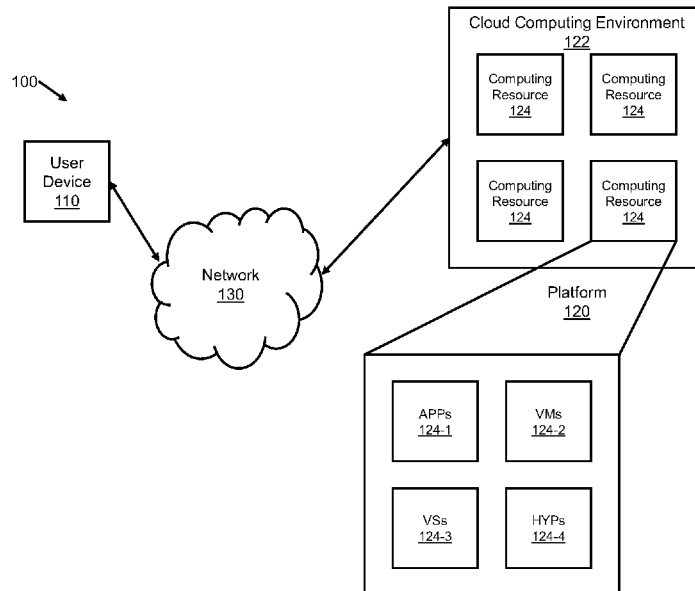 Cloud Computing Environment
122
Computing
Resource
124
Computing
Resource
124
100
User
Device
110
Computing
Resource
124
Computing
Resource
124
Network
130
Platform
120
APPs
124-1
VMs
124-2
VSs
124-3
HYPs
124-4